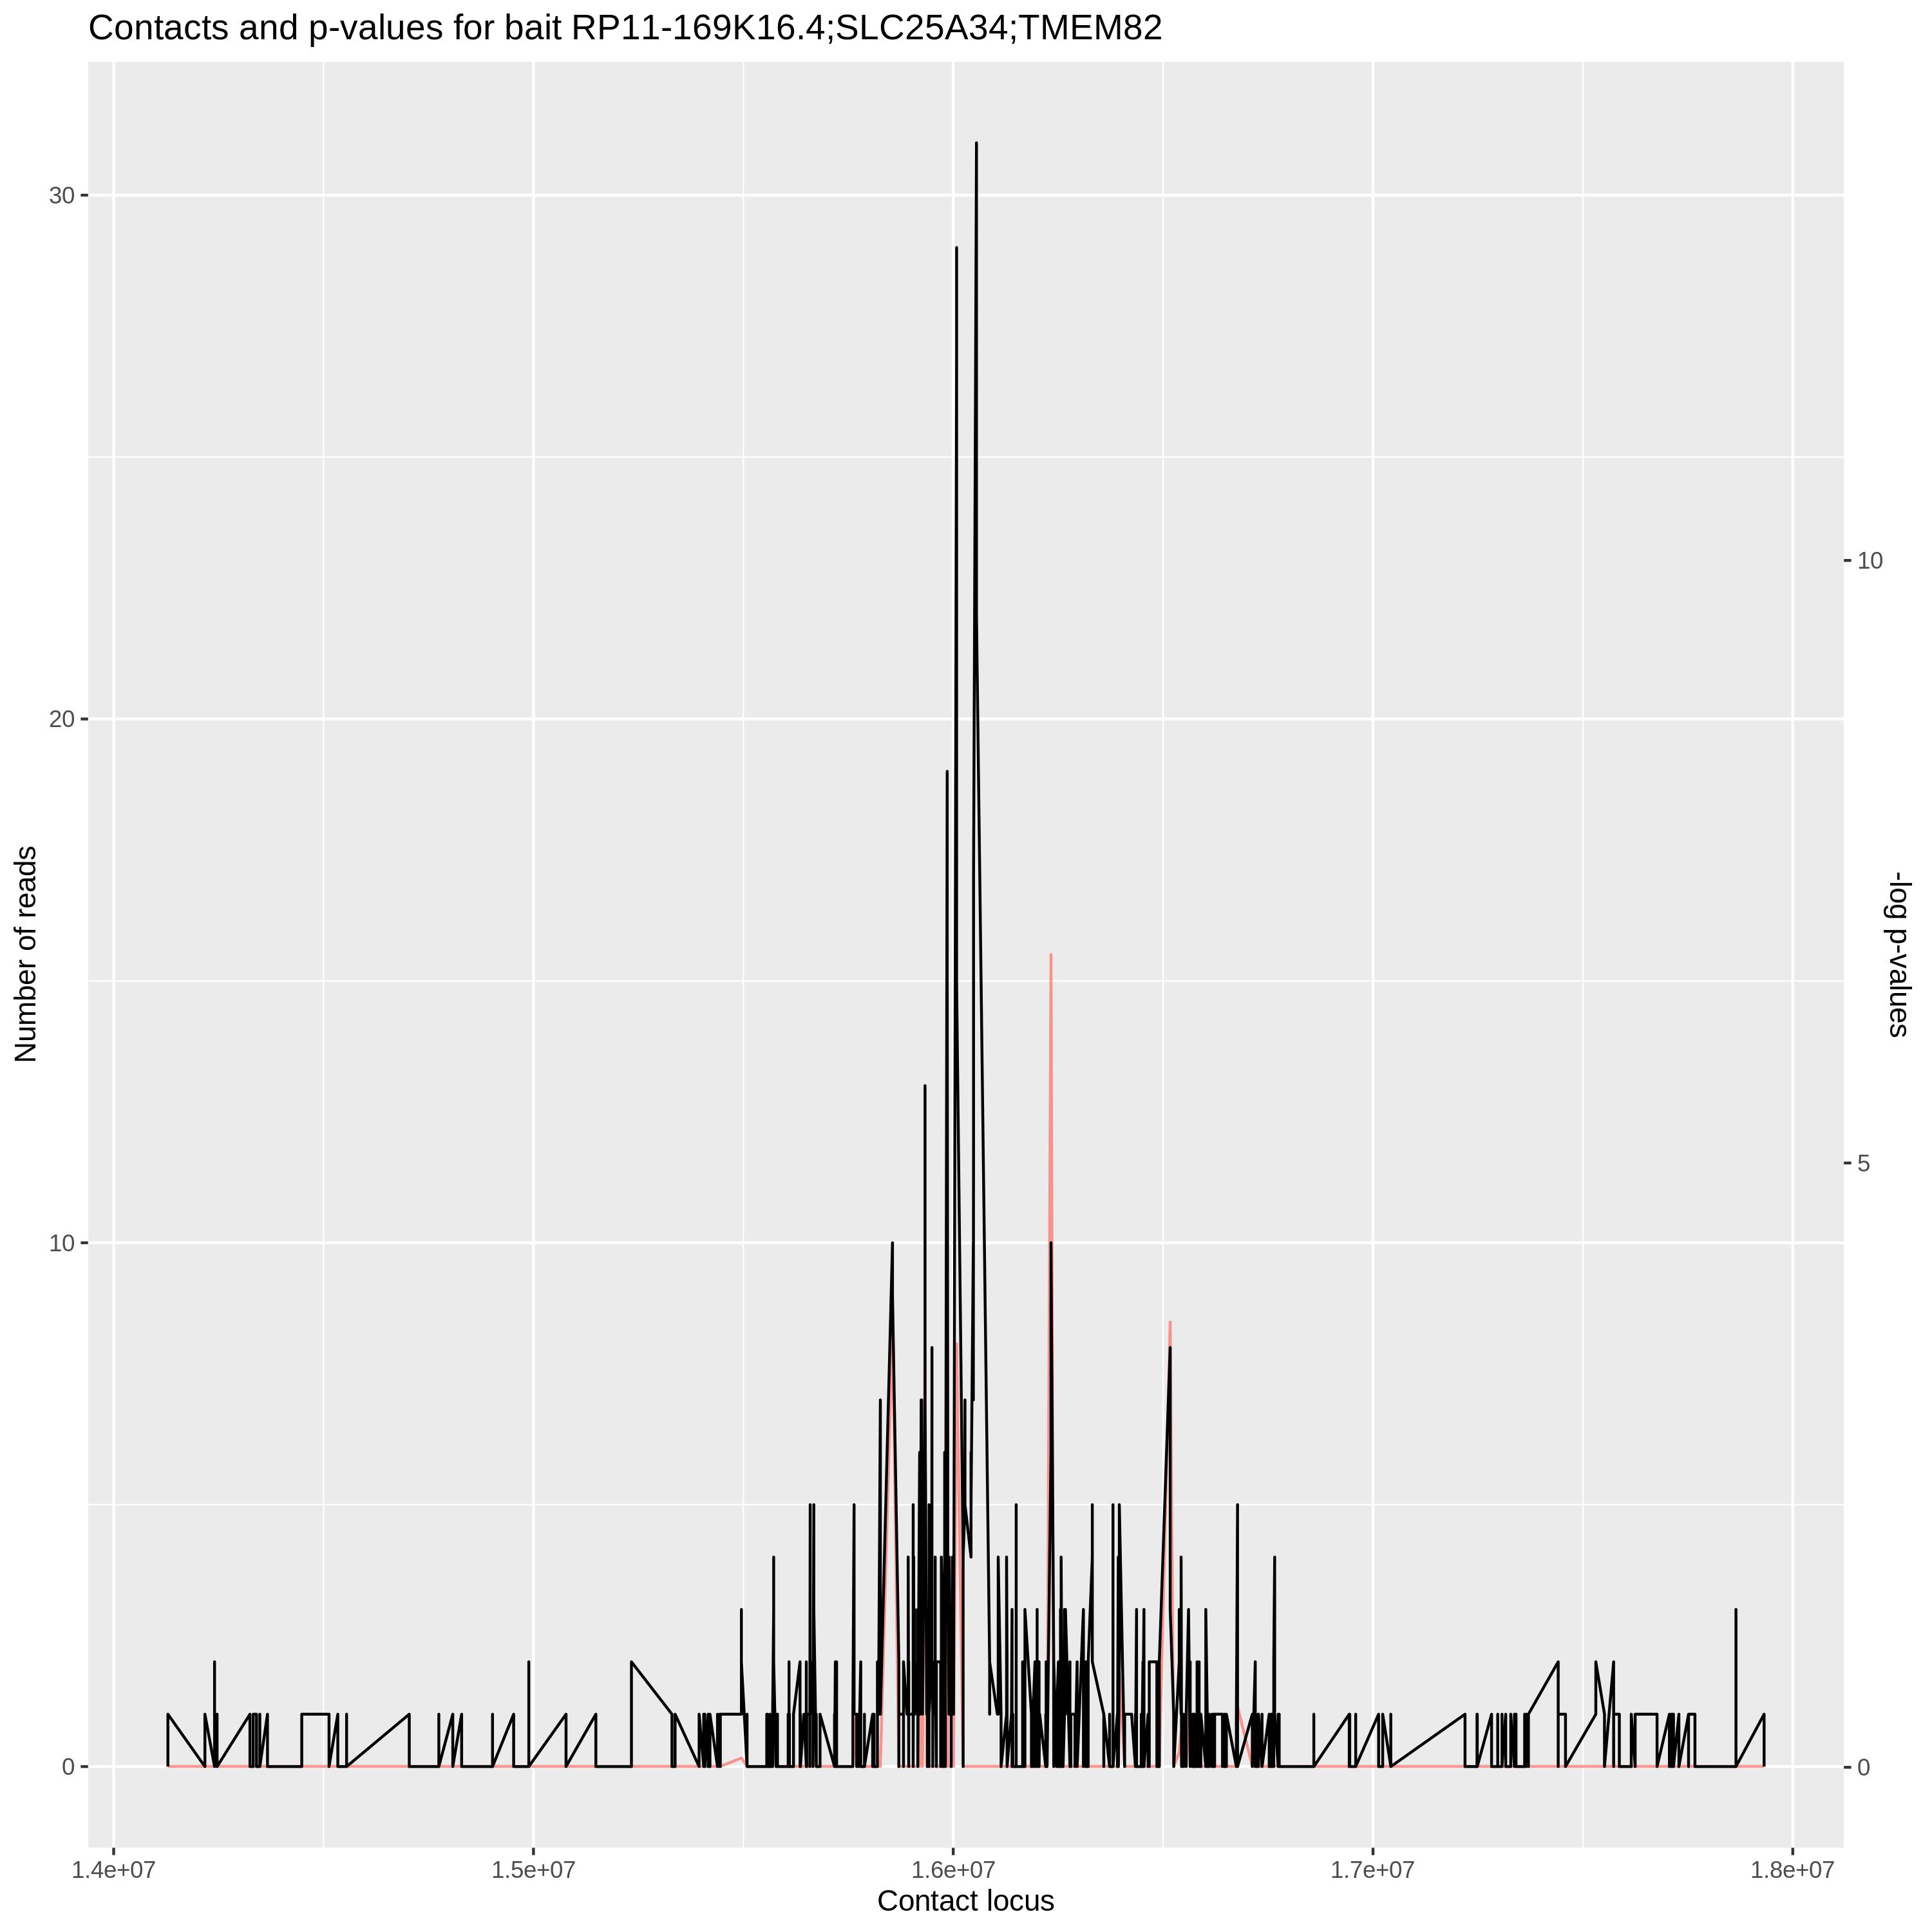 Contacts and p-values for bait RP11-169K16.4;SLC25A34;TMEM82
30
20
10
0
Number of reads
10
5
0
-log p-values
1.4e+07 1.5e+07 1.6e+07 1.7e+07 1.8e+07
Contact locus